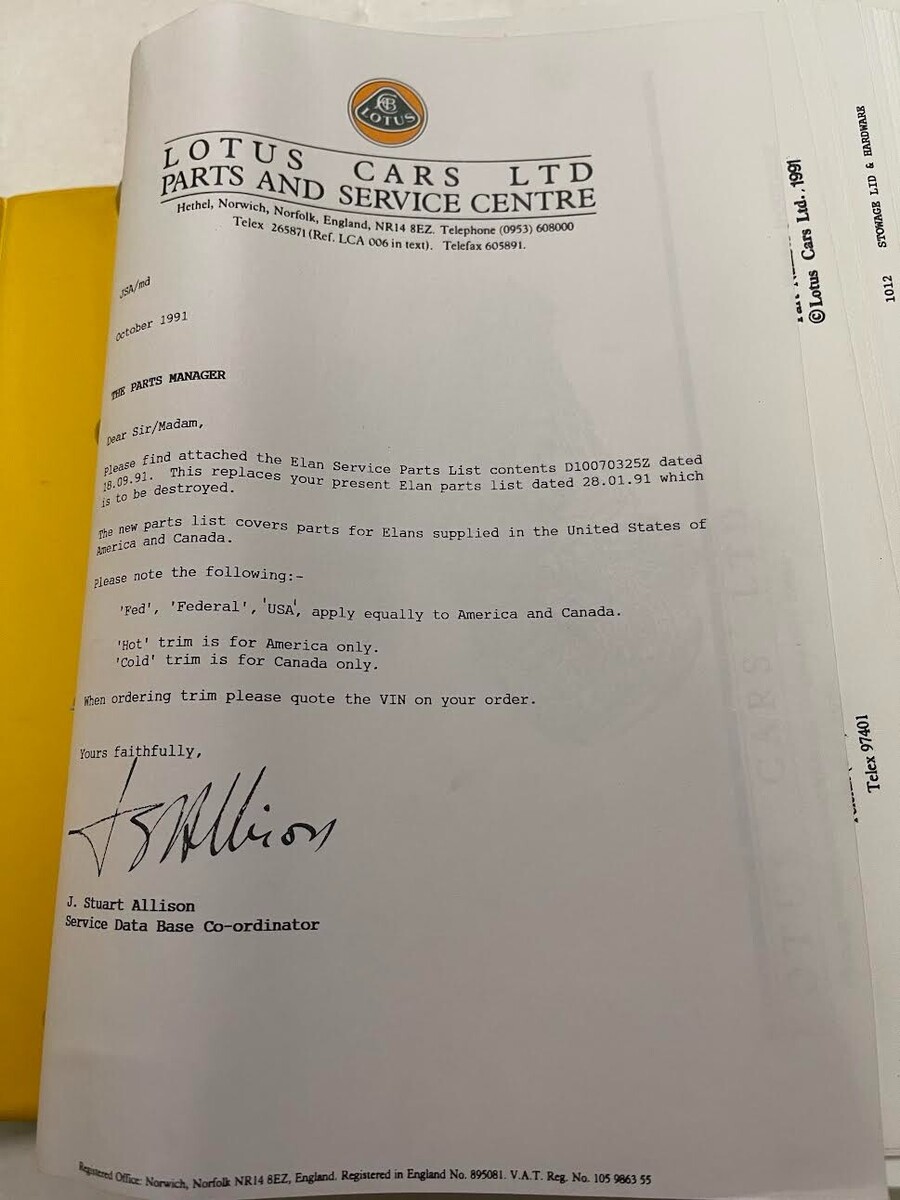 LOTUS
LOTUS CARS LTD
PARTS AND SERVICE CENTRE
Hethel, Norwich, Norfolk, England, NR14 8EZ. Telephone (0953) 608000
Telex 265871 (Ref. LCA 006 in text). Telefax 605891.
JSA/md
October 1991
THE PARTS MANAGER
Dear Sir/Madam,
Please find attached the Elan Service Parts List contents D10070325Z dated
18.09.91. This replaces your present Elan parts list dated 28.01.91 which
is to be destroyed.
The new parts list covers parts for Elans supplied in the United States of
America and Canada.
Please note the following:-
'Fed', 'Federal', 'USA', apply equally to America and Canada.
'Hot' trim is for America only.
'Cold' trim is for Canada only.
When ordering trim please quote the VIN on your order.
Yours faithfully,
JSAllison
J. Stuart Allison
Service Data Base Co-ordinator
Registered Office: Norwich, Norfolk NR14 8EZ, England. Registered in England No. 895081. V.A.T. Reg. No. 105 9863 55
© Lotus Cars Ltd., 1991
Telex 97401
1012 STOWAGE LID & HARDWARE